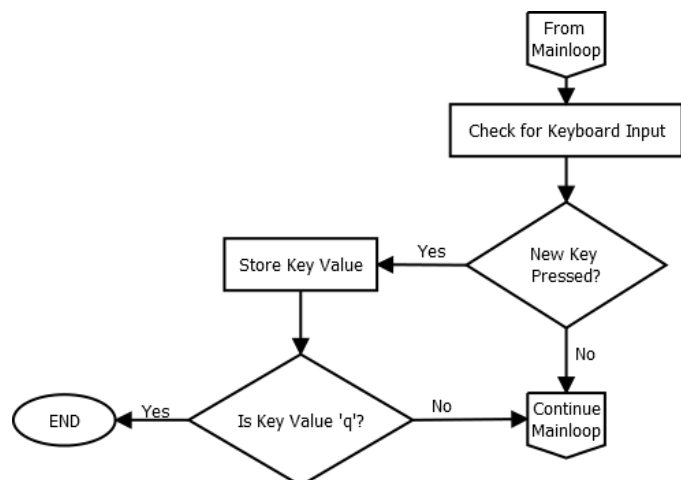 From
Mainloop
Check for Keyboard Input
New Key
Pressed?
Yes
Store Key Value
No
Is Key Value 'q'?
Yes
END
No
Continue
Mainloop